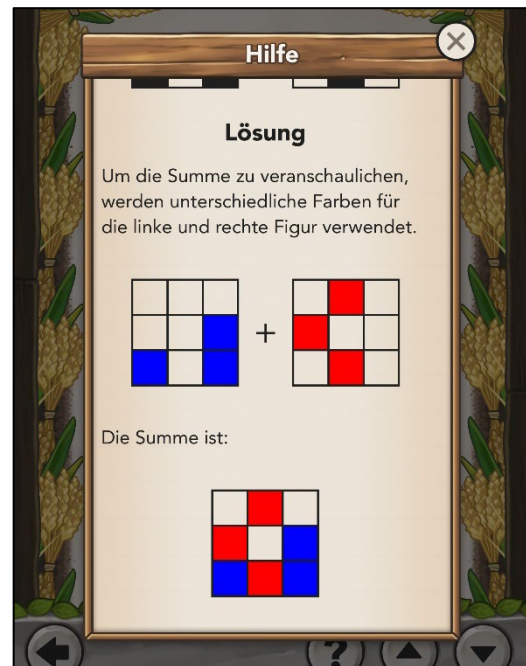 Hilfe
Lösung
Um die Summe zu veranschaulichen,
werden unterschiedliche Farben für
die linke und rechte Figur verwendet.
+
Die Summe ist:
?